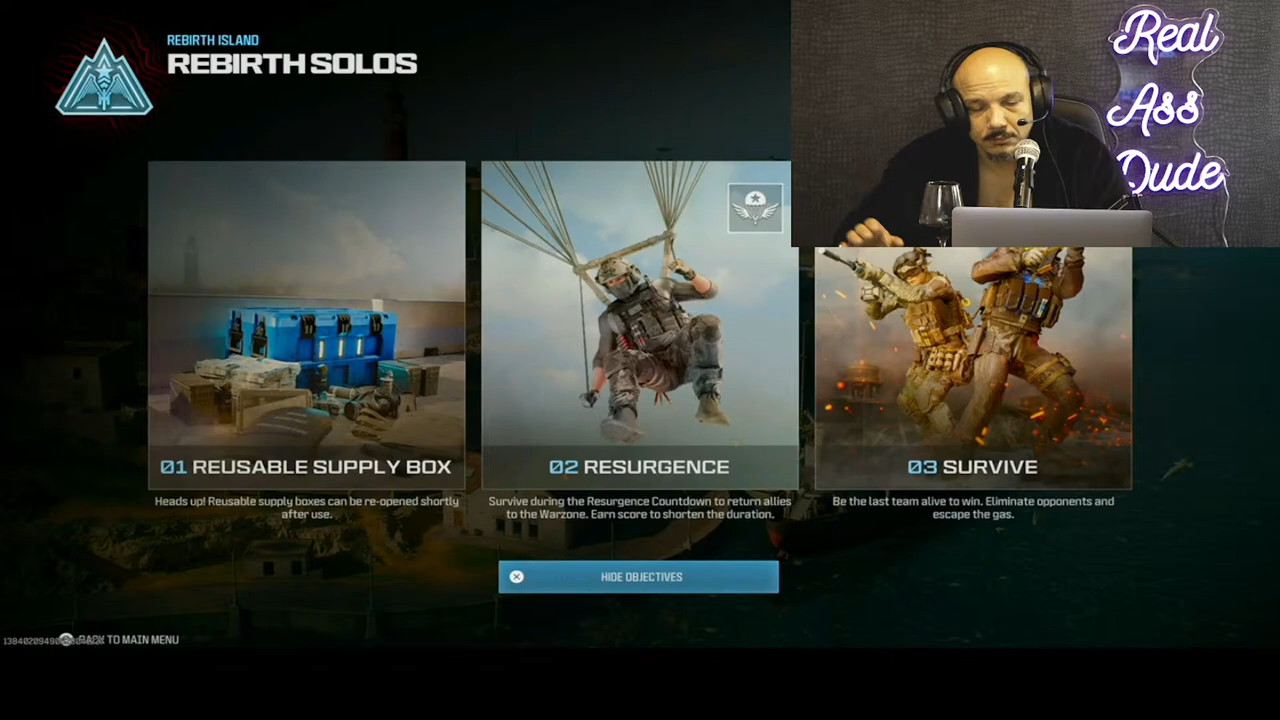 REBIRTH ISLAND
REBIRTH SOLOS
Real
Ass
Dude
01 REUSABLE SUPPLY BOX
Heads up! Reusable supply boxes can be re-opened shortly
after use.
02 RESURGENCE
Survive during the Resurgence Countdown to return allies
to the Warzone. Earn score to shorten the duration.
03 SURVIVE
Be the last team alive to win. Eliminate opponents and
escape the gas.
HIDE OBJECTIVES
BACK TO MAIN MENU